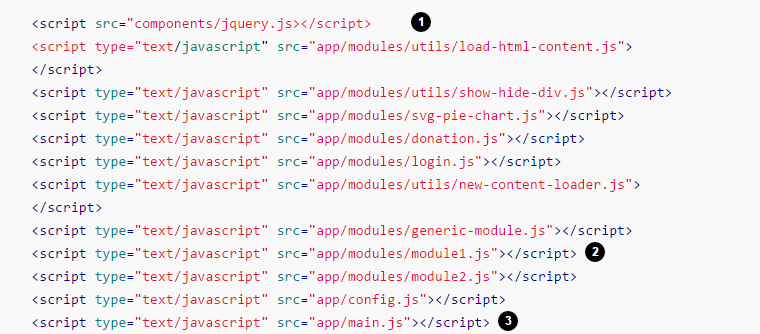 <script src="components/jquery.js></script> 1
<script type="text/javascript" src="app/modules/utils/load-html-content.js">
</script>
<script type="text/javascript" src="app/modules/utils/show-hide-div.js"></script>
<script type="text/javascript" src="app/modules/svg-pie-chart.js"></script>
<script type="text/javascript" src="app/modules/donation.js"></script>
<script type="text/javascript" src="app/modules/login.js"></script>
<script type="text/javascript" src="app/modules/utils/new-content-loader.js">
</script>
<script type="text/javascript" src="app/modules/generic-module.js"></script>
<script type="text/javascript" src="app/modules/module1.js"></script> 2
<script type="text/javascript" src="app/modules/module2.js"></script>
<script type="text/javascript" src="app/config.js"></script>
<script type="text/javascript" src="app/main.js"></script> 3